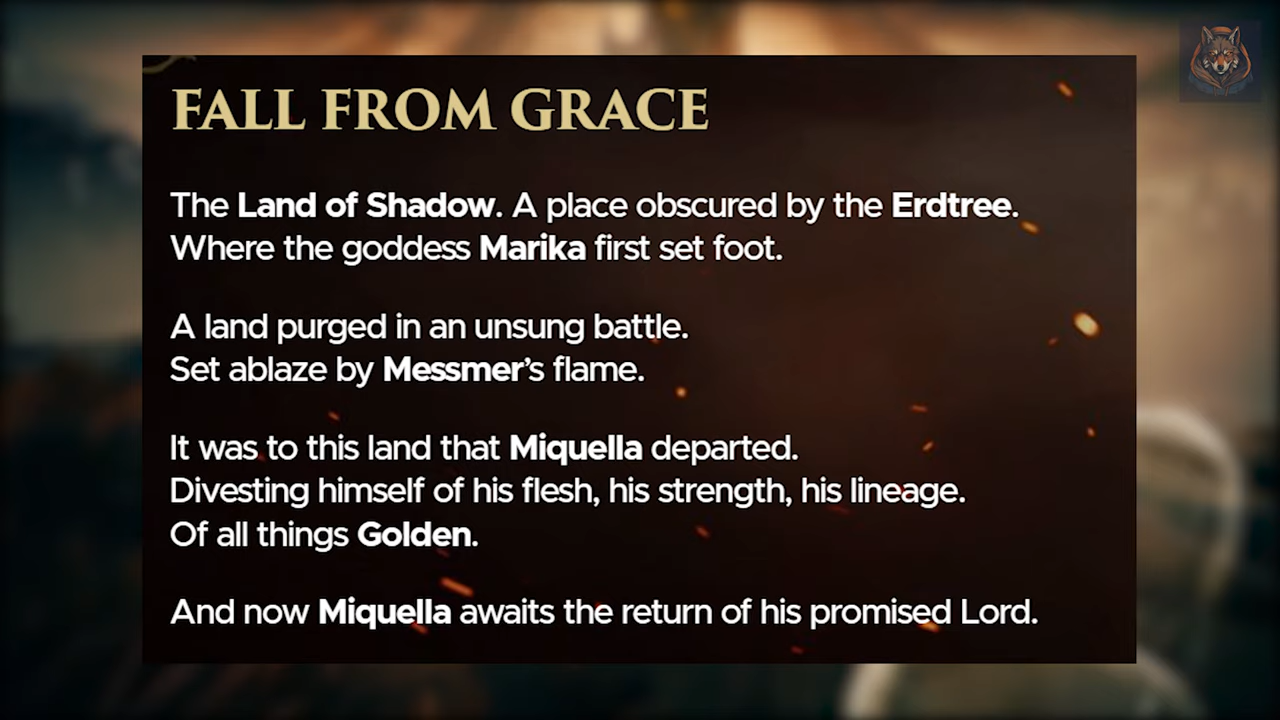 FALL FROM GRACE
The Land of Shadow. A place obscured by the Erdtree.
Where the goddess Marika first set foot.
A land purged in an unsung battle.
Set ablaze by Messmer’s flame.
It was to this land that Miquella departed.
Divesting himself of his flesh, his strength, his lineage.
Of all things Golden.
And now Miquella awaits the return of his promised Lord.